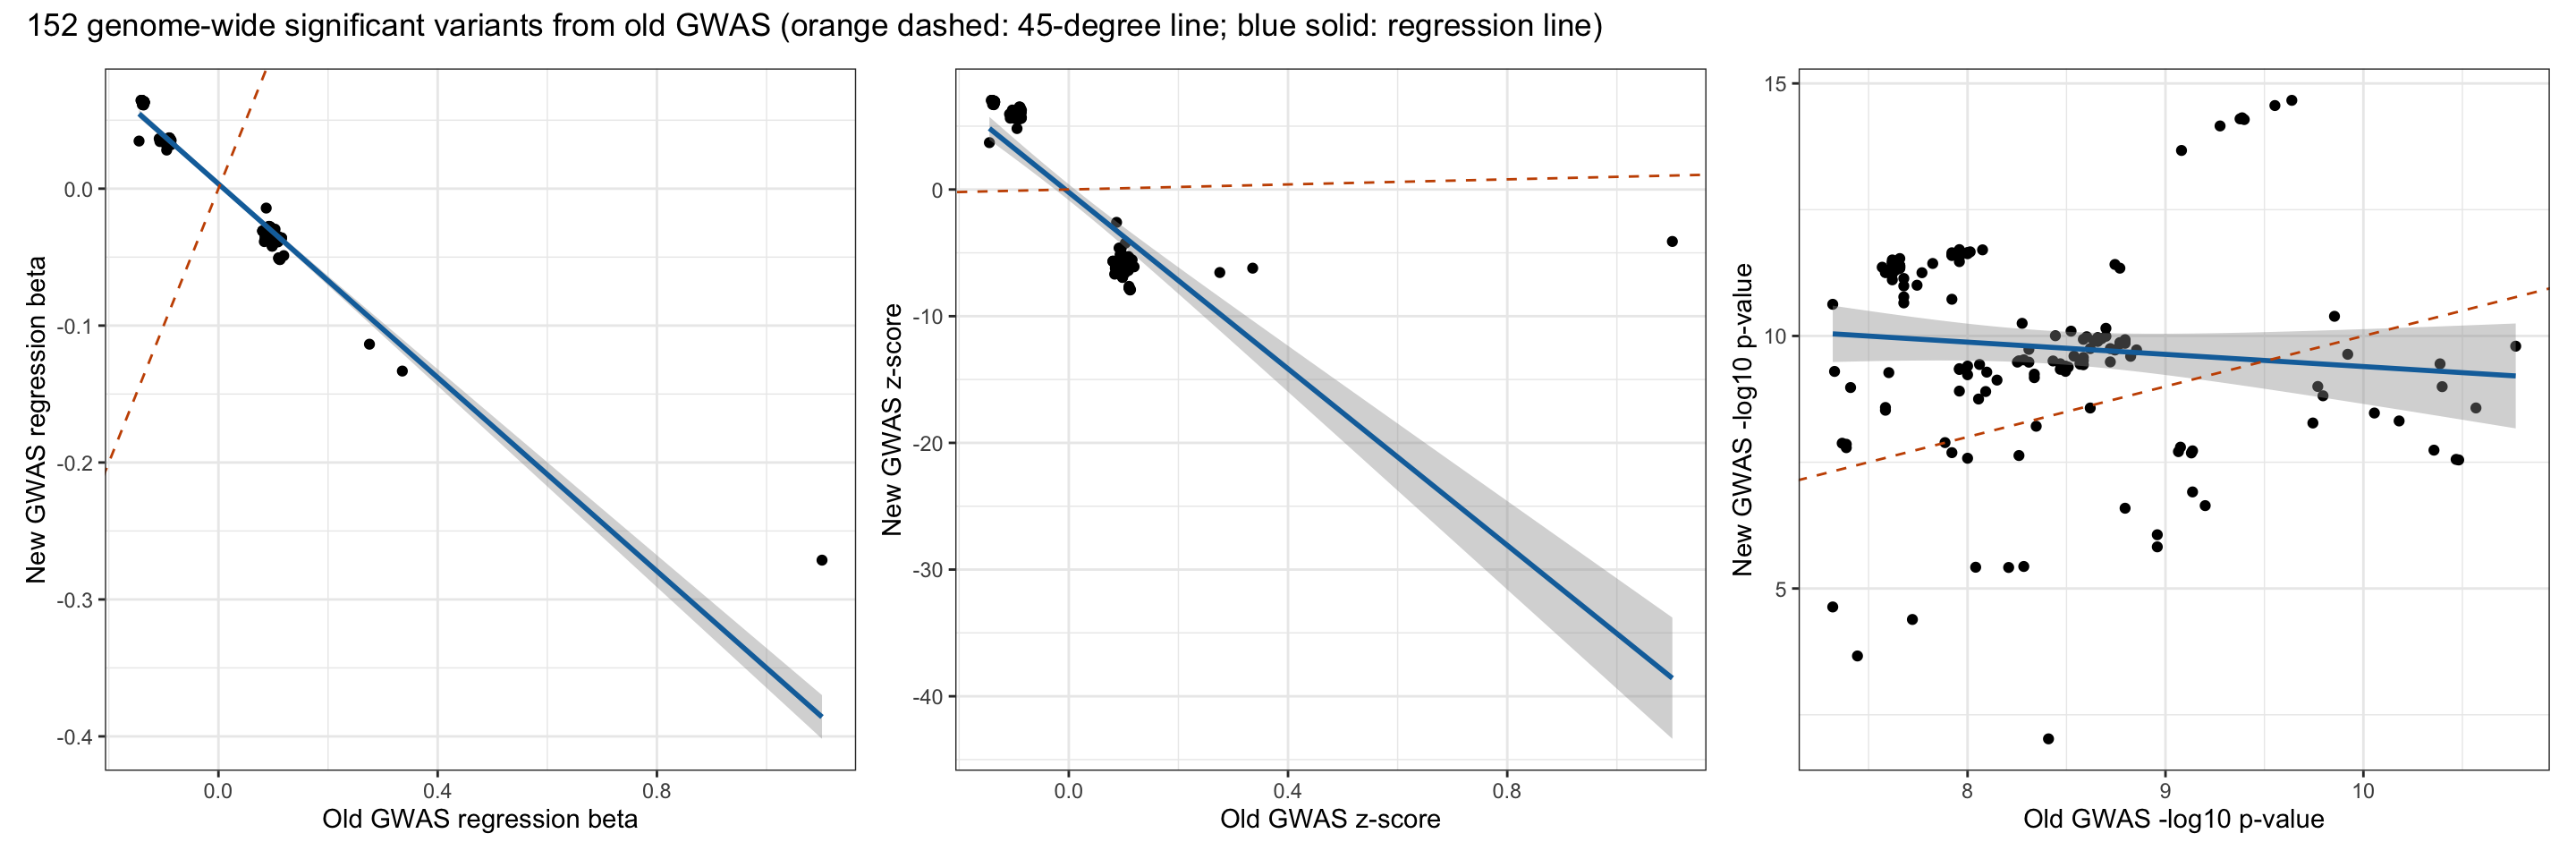 152 genome-wide significant variants from old GWAS (orange dashed: 45-degree line; blue solid: regression line)
New GWAS regression beta
0.0
-0.1
-0.2
-0.3
-0.4
0.0 0.4 0.8
Old GWAS regression beta
New GWAS z-score
0
-10
-20
-30
-40
0.0 0.4 0.8
Old GWAS z-score
New GWAS -log10 p-value
15
10
5
8 9 10
Old GWAS -log10 p-value